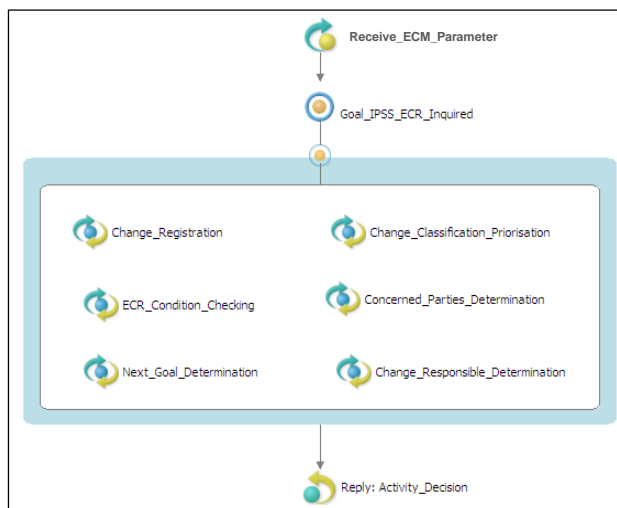 Receive_ECM_Parameter
Goal_IPSS_ECR_Inquired
Change_Registration
Change_Classification_Priorisation
ECR_Condition_Checking
Concerned_Parties_Determination
Next_Goal_Determination
Change_Responsible_Determination
Reply: Activity_Decision